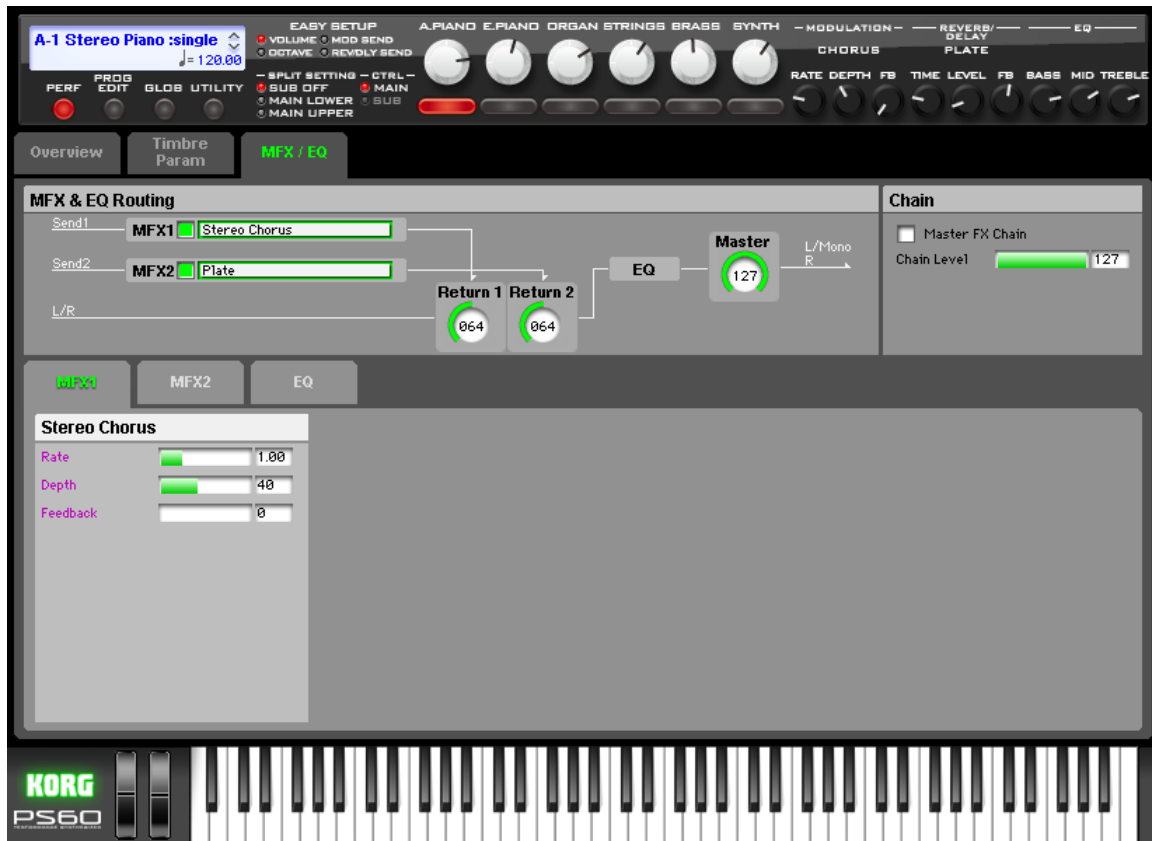 A-1 Stereo Piano :single
♩= 120.00
PERF PROG EDIT GLOB UTILITY
EASY SETUP
VOLUME MOD SEND
OCTAVE REV/DLY SEND
SPLIT SETTING CTRL
SUB OFF MAIN
MAIN LOWER SUB
MAIN UPPER
A.PIANO E.PIANO ORGAN STRINGS BRASS SYNTH
MODULATION REVERB/DELAY EQ
CHORUS PLATE
RATE DEPTH FB TIME LEVEL FB BASS MID TREBLE
Overview
Timbre Param
MFX / EQ
MFX & EQ Routing
Send1 MFX1 Stereo Chorus
Send2 MFX2 Plate
L/R
Return 1 Return 2
064 064
EQ
Master
127
L/Mono
R
Chain
Master FX Chain
Chain Level 127
MFX1 MFX2 EQ
Stereo Chorus
Rate 1.00
Depth 40
Feedback 0
KORG
PS60
PERFORMANCE SYNTHESIZER